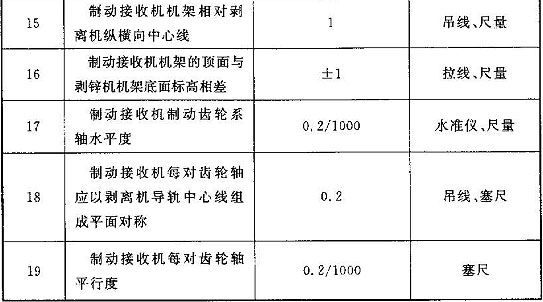 15 制动接收机机架相对剥离机纵横向中心线 1 吊线、尺量
16 制动接收机机架的顶面与剥锌机机架底面标高相差 ±1 拉线、尺量
17 制动接收机制动齿轮系轴水平度 0.2/1000 水准仪、尺量
18 制动接收机每对齿轮轴应以剥离机导轨中心线组成平面对称 0.2 吊线、塞尺
19 制动接收机每对齿轮轴平行度 0.2/1000 塞尺